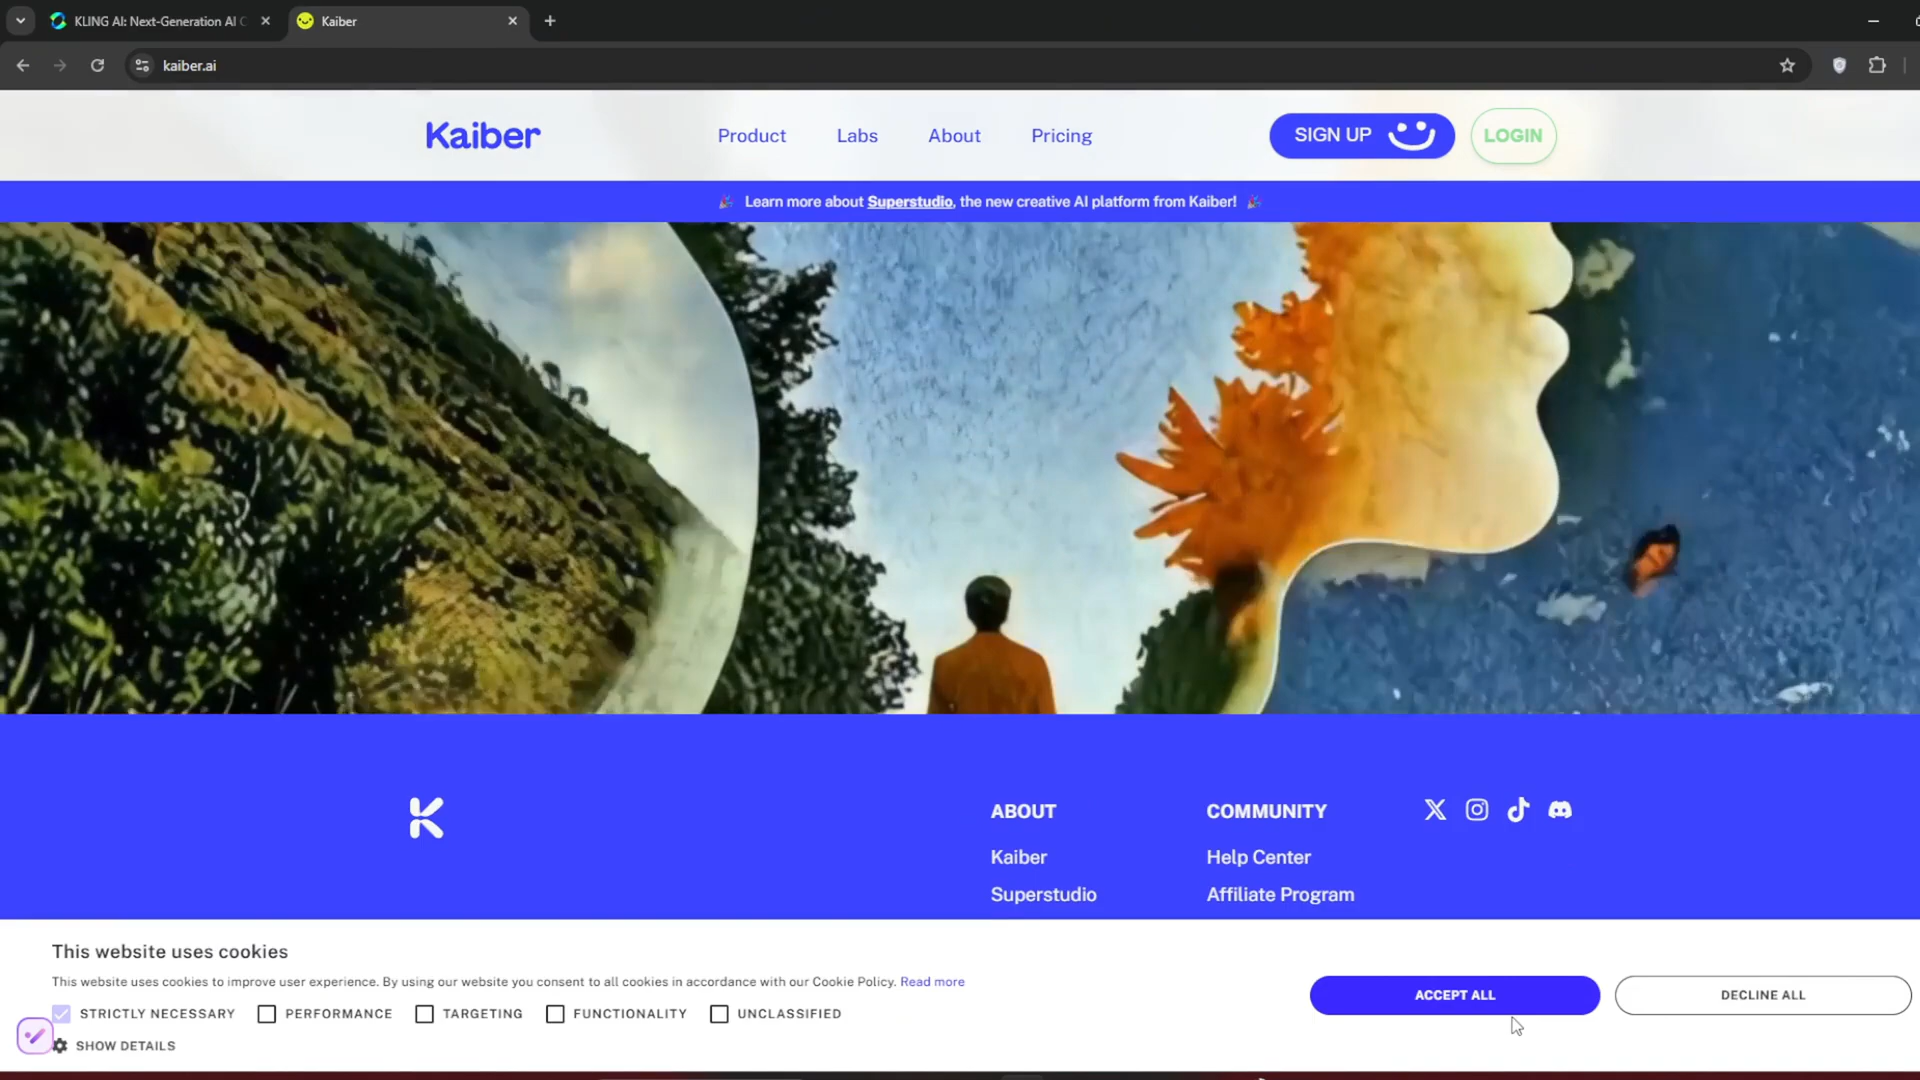 KLING AI: Next-Generation AI C
Kaiber
kaiber.ai
Kaiber
Product
Labs
About
Pricing
SIGN UP
LOGIN
Learn more about Superstudio, the new creative AI platform from Kaiber!
ABOUT
Kaiber
Superstudio
COMMUNITY
Help Center
Affiliate Program
This website uses cookies
This website uses cookies to improve user experience. By using our website you consent to all cookies in accordance with our Cookie Policy. Read more
STRICTLY NECESSARY
PERFORMANCE
TARGETING
FUNCTIONALITY
UNCLASSIFIED
SHOW DETAILS
ACCEPT ALL
DECLINE ALL